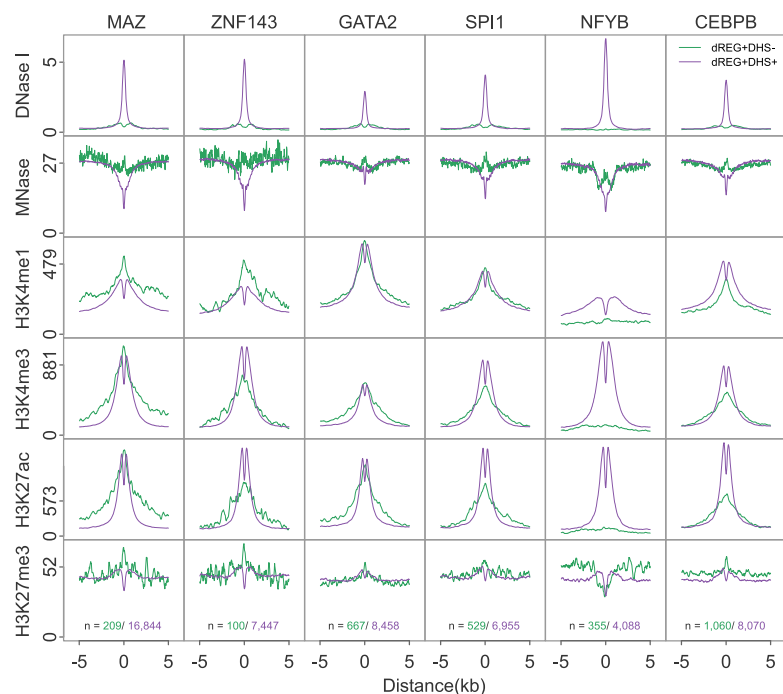 MAZ ZNF143 GATA2 SPI1 NFYB CEBPB
DNase I
5
0
dREG+DHS-
dREG+DHS+
MNase
27
0
H3K4me1
479
0
H3K4me3
881
0
H3K27ac
573
0
H3K27me3
52
0
n = 209/ 16,844 n = 100/ 7,447 n = 667/ 8,458 n = 529/ 6,955 n = 355/ 4,088 n = 1,060/ 8,070
-5 0 5 -5 0 5 -5 0 5 -5 0 5 -5 0 5 -5 0 5
Distance(kb)